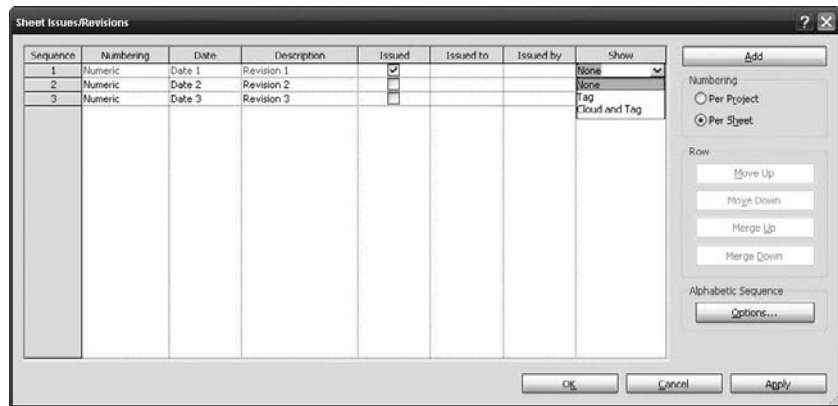 Sheet Issues/Revisions
Sequence Numbering Date Description Issued Issued to Issued by Show
1 Numeric Date 1 Revision 1 None
2 Numeric Date 2 Revision 2 None
3 Numeric Date 3 Revision 3 Tag
Cloud and Tag
Add
Numbering
Per Project
Per Sheet
Row
Move Up
Move Down
Merge Up
Merge Down
Alphabetic Sequence
Options...
OK Cancel Apply